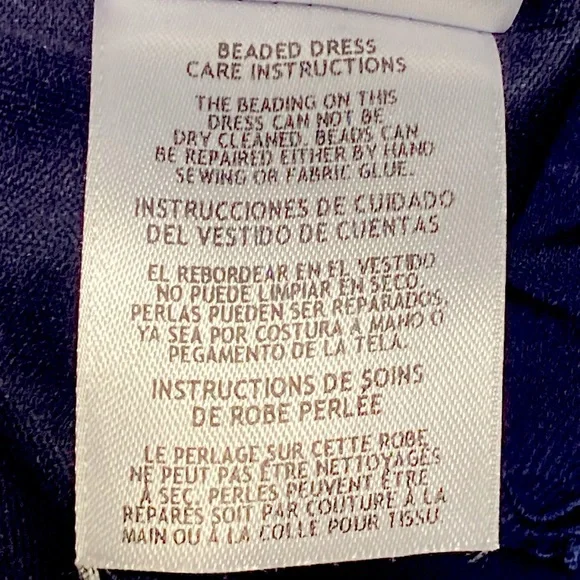 BEADED DRESS
CARE INSTRUCTIONS
THE BEADING ON THIS
DRESS CAN NOT BE
DRY CLEANED. BEADS CAN
BE REPAIRED EITHER BY HAND
SEWING OR FABRIC GLUE.
INSTRUCCIONES DE CUIDADO
DEL VESTIDO DE CUENTAS
EL REBORDEAR EN EL VESTIDO
NO PUEDE LIMPIAR EN SECO.
PERLAS PUEDEN SER REPARADOS.
YA SEA POR COSTURA A MANO O
PEGAMENTO DE LA TELA.
INSTRUCTIONS DE SOINS
DE ROBE PERLÉE
LE PERLAGE SUR CETTE ROBE
NE PEUT PAS ÊTRE NETTOYAGES
À SEC. PERLES PEUVENT ÊTRE
RÉPARÉS SOIT PAR COUTURE À LA
MAIN OU À LA COLLE POUR TISSU.